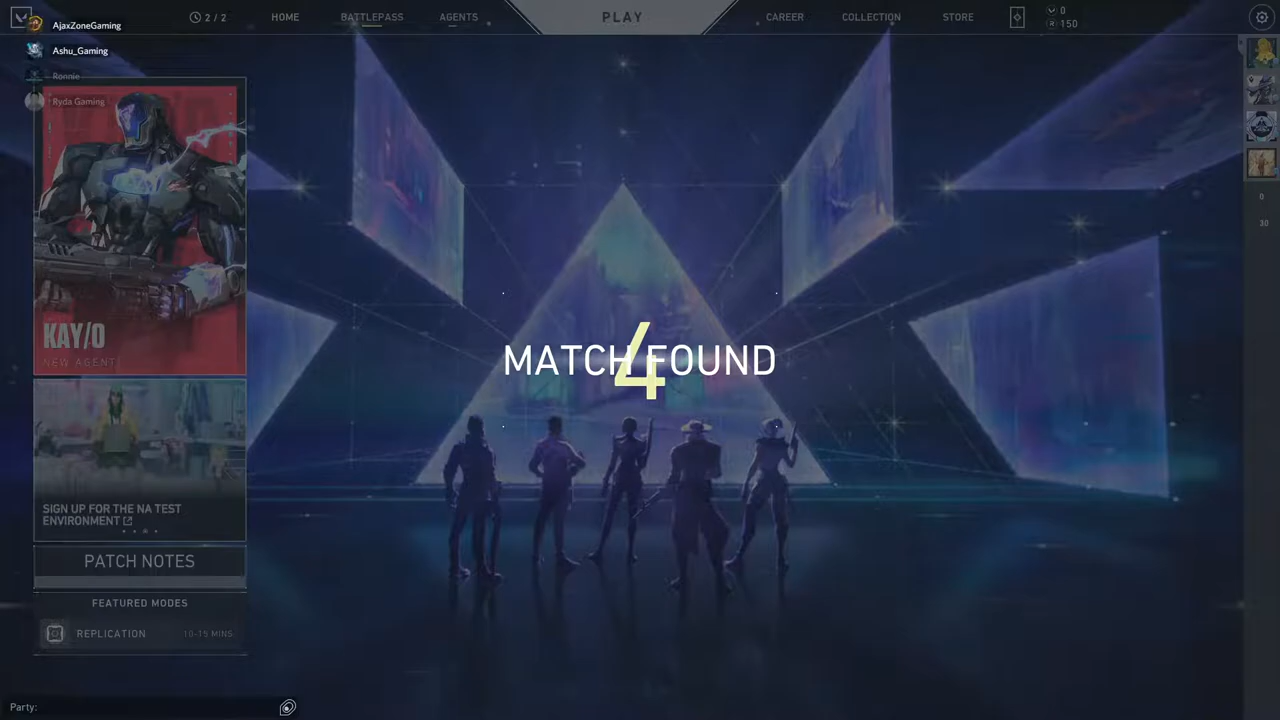 AjaxZoneGaming
Ashu_Gaming
Ronnie
Ryda Gaming
2 / 2
HOME
BATTLEPASS
AGENTS
PLAY
CAREER
COLLECTION
STORE
0
150
KAY/O
NEW AGENT
SIGN UP FOR THE NA TEST
ENVIRONMENT
PATCH NOTES
FEATURED MODES
REPLICATION 10-15 MINS
MATCH FOUND
4
0
30
Party: